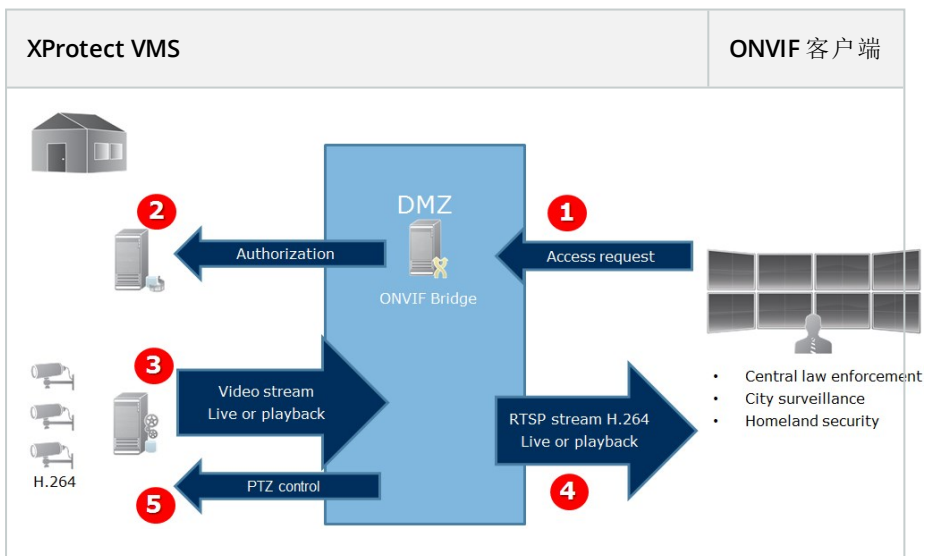 XProtect VMS
ONVIF 客户端
DMZ
ONVIF Bridge
1
Access request
2
Authorization
3
Video stream
Live or playback
H.264
RTSP stream H.264
Live or playback
4
5
PTZ control
• Central law enforcement
• City surveillance
• Homeland security